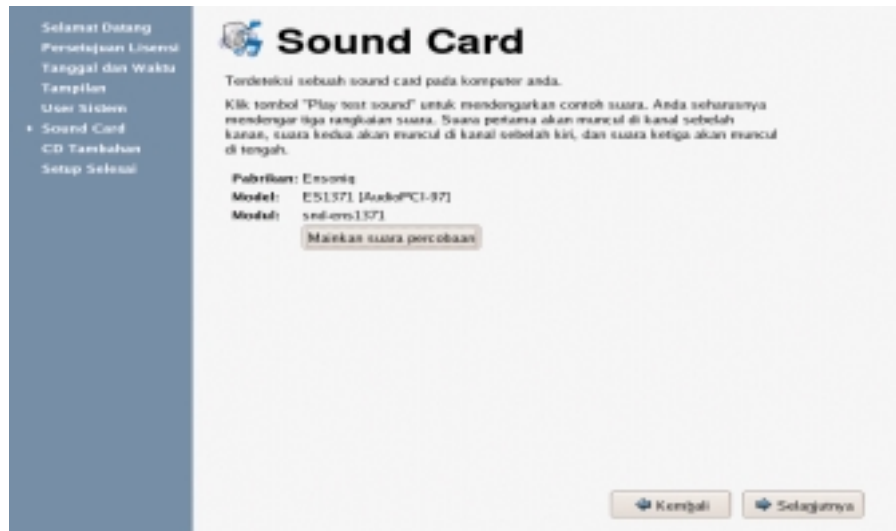 Selamat Datang
Persetujuan Lisensi
Tanggal dan Waktu
Tampilan
User Sistem
Sound Card
CD Tambahan
Setup Selesai
Sound Card
Terdeteksi sebuah sound card pada komputer anda.
Klik tombol "Play test sound" untuk mendengarkan contoh suara. Anda seharusnya
mendengar tiga rangkaian suara. Suara pertama akan muncul di kanal sebelah
kanan, suara kedua akan muncul di kanal sebelah kiri, dan suara ketiga akan muncul
di tengah.
Pabrikan: Ensoniq
Model: ES1371 [AudioPCI-97]
Modul: snd-ens1371
Mainkan suara percobaan
Kembali
Selanjutnya